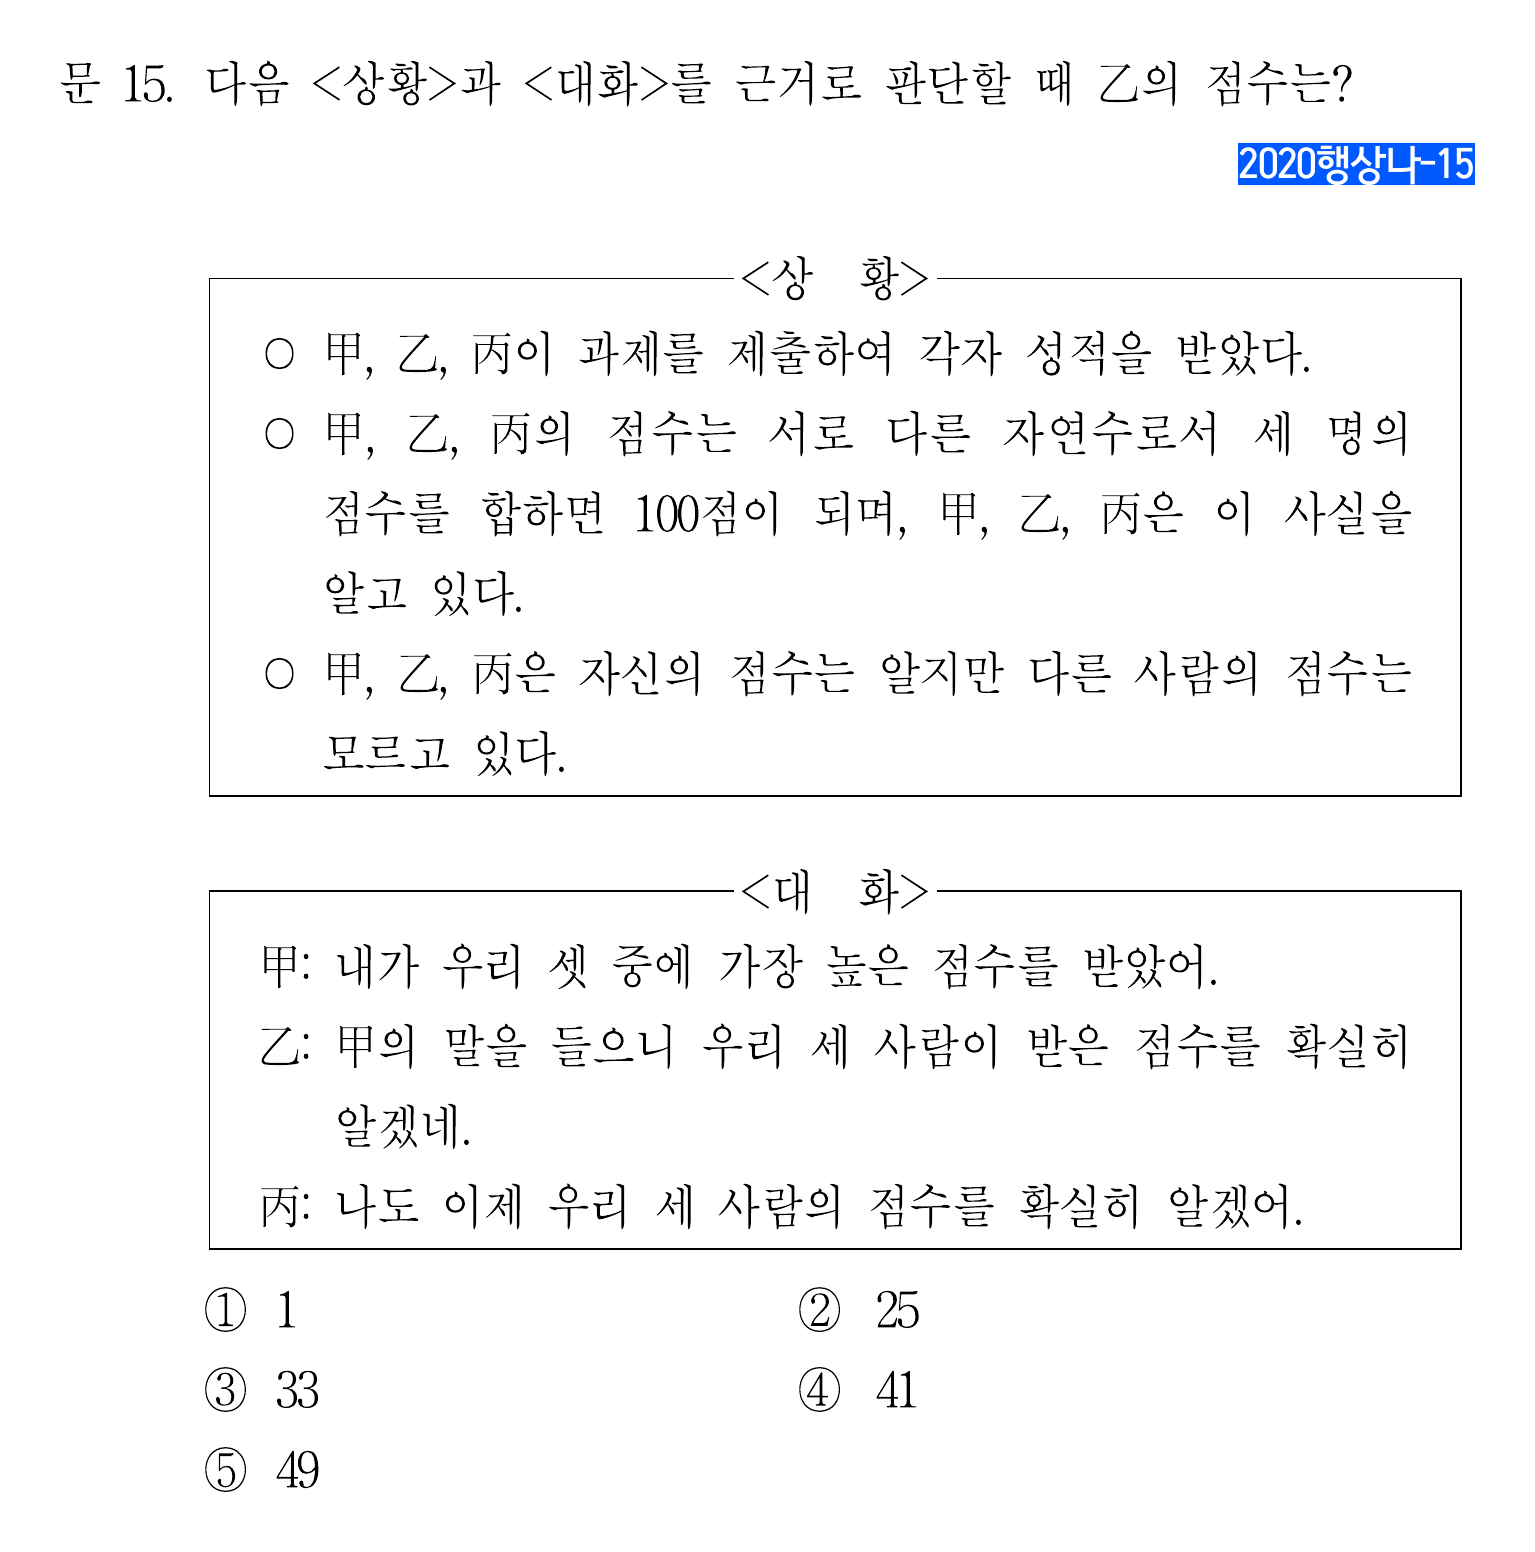 문 15. 다음 <상황>과 <대화>를 근거로 판단할 때 乙의 점수는?
2020행상나-15
<상 황>
○ 甲, 乙, 丙이 과제를 제출하여 각자 성적을 받았다.
○ 甲, 乙, 丙의 점수는 서로 다른 자연수로서 세 명의
점수를 합하면 100점이 되며, 甲, 乙, 丙은 이 사실을
알고 있다.
○ 甲, 乙, 丙은 자신의 점수는 알지만 다른 사람의 점수는
모르고 있다.
<대 화>
甲: 내가 우리 셋 중에 가장 높은 점수를 받았어.
乙: 甲의 말을 들으니 우리 세 사람이 받은 점수를 확실히
알겠네.
丙: 나도 이제 우리 세 사람의 점수를 확실히 알겠어.
① 1 ② 25
③ 33 ④ 41
⑤ 49